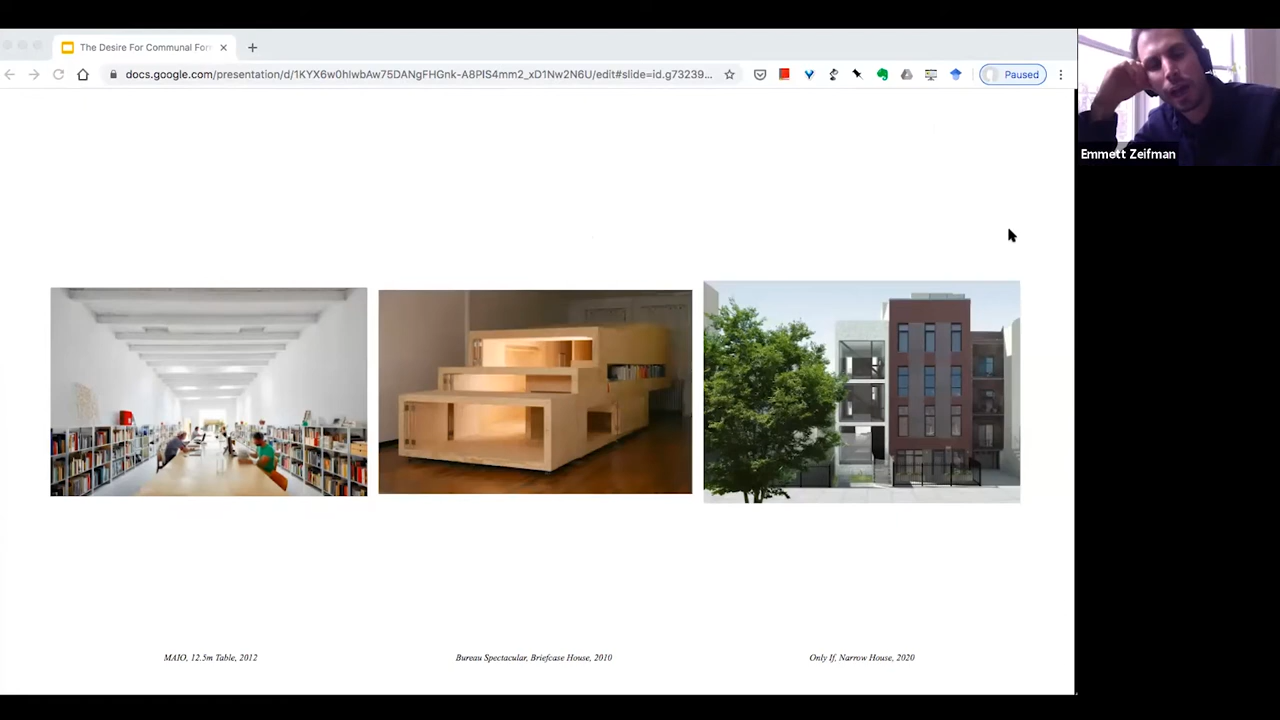 The Desire For Communal For
docs.google.com/presentation/d/1KYX6w0hIwbAw75DANgFHGnk-A8PIS4mm2_xD1Nw2N6U/edit#slide=id.g73239...
Paused
Emmett Zeifman
MAIO, 12.5m Table, 2012
Bureau Spectacular, Briefcase House, 2010
Only If, Narrow House, 2020